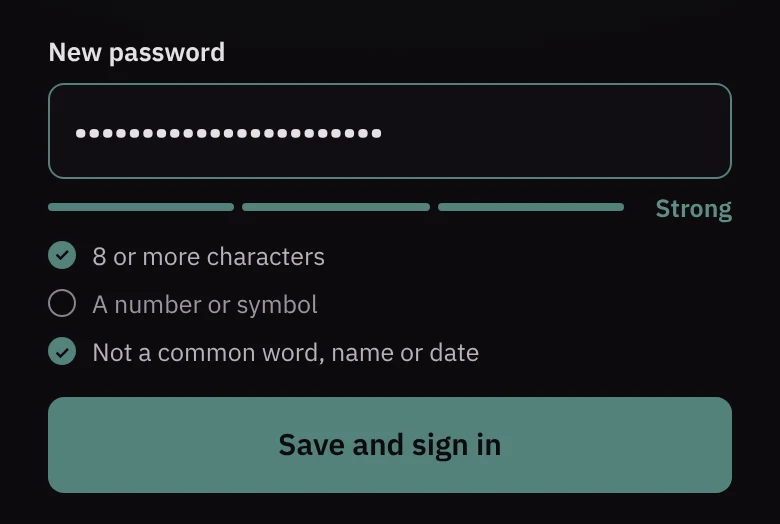 New password
•••••••••••••••••••••••
Strong
8 or more characters
A number or symbol
Not a common word, name or date
Save and sign in